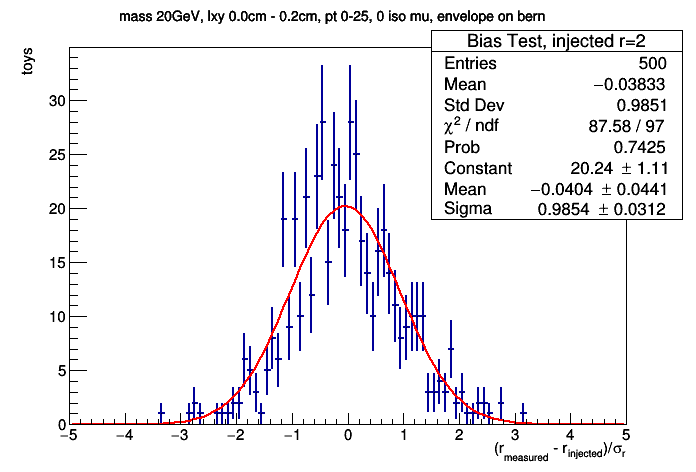 mass 20GeV, lxy 0.0cm - 0.2cm, pt 0-25, 0 iso mu, envelope on bern
toys
Bias Test, injected r=2
Entries 500
Mean −0.03833
Std Dev 0.9851
χ² / ndf 87.58 / 97
Prob 0.7425
Constant 20.24 ± 1.11
Mean −0.0404 ± 0.0441
Sigma 0.9854 ± 0.0312
30
25
20
15
10
5
0
−5 −4 −3 −2 −1 0 1 2 3 4 5
(r_measured - r_injected)/σ_r